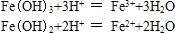 Fe(OH)₃+3H⁺ = Fe³⁺+3H₂O
Fe(OH)₂+2H⁺ = Fe²⁺+2H₂O